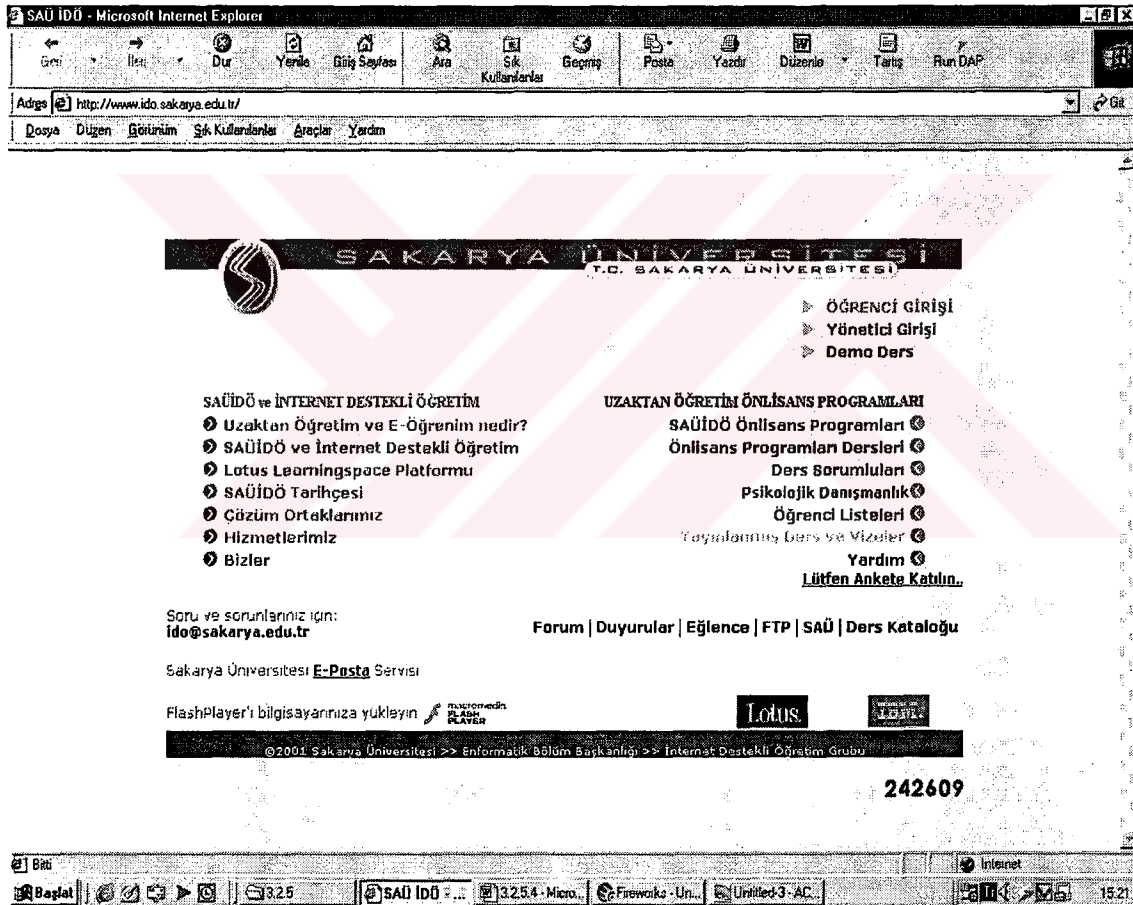 SAÜ İDÖ - Microsoft Internet Explorer
Geri İleri Dur Yenile Giriş Sayfası Ara Sık Kullanılanlar Geçmiş Posta Yazdır Düzenle Tartış Run DAP
Adres http://www.ido.sakarya.edu.tr/ Git
Dosya Düzen Görünüm Sık Kullanılanlar Araçlar Yardım
SAKARYA ÜNİVERSİTESİ
T.C. SAKARYA ÜNİVERSİTESİ
ÖĞRENCİ GİRİŞİ
Yönetici Girişi
Demo Ders
SAÜİDÖ ve İNTERNET DESTEKLİ ÖĞRETİM
Uzaktan Öğretim ve E-Öğrenim nedir?
SAÜİDÖ ve İnternet Destekli Öğretim
Lotus Learningspace Platformu
SAÜİDÖ Tarihçesi
Çözüm Ortaklarımız
Hizmetlerimiz
Bizler
UZAKTAN ÖĞRETİM ÖNLİSANS PROGRAMLARI
SAÜİDÖ Önlisans Programları
Önlisans Programları Dersleri
Ders Sorumluları
Psikolojik Danışmanlık
Öğrenci Listeleri
Yayınlanmış Ders ve Vizeler
Yardım
Lütfen Ankete Katılın..
Soru ve sorunlarınız için:
ido@sakarya.edu.tr
Forum | Duyurular | Eğlence | FTP | SAÜ | Ders Kataloğu
Sakarya Üniversitesi E-Posta Servisi
FlashPlayer'ı bilgisayarınıza yükleyin
macromedia
FLASH
PLAYER
Lotus.
©2001 Sakarya Üniversitesi >> Enformatik Bölüm Başkanlığı >> İnternet Destekli Öğretim Grubu
242609
Bitti Internet
Başlat 3.2.5 SAÜ İDÖ - ... 3.2.5.4 - Micro... Fireworks - Un... Untitled-3 - AC... 15:21